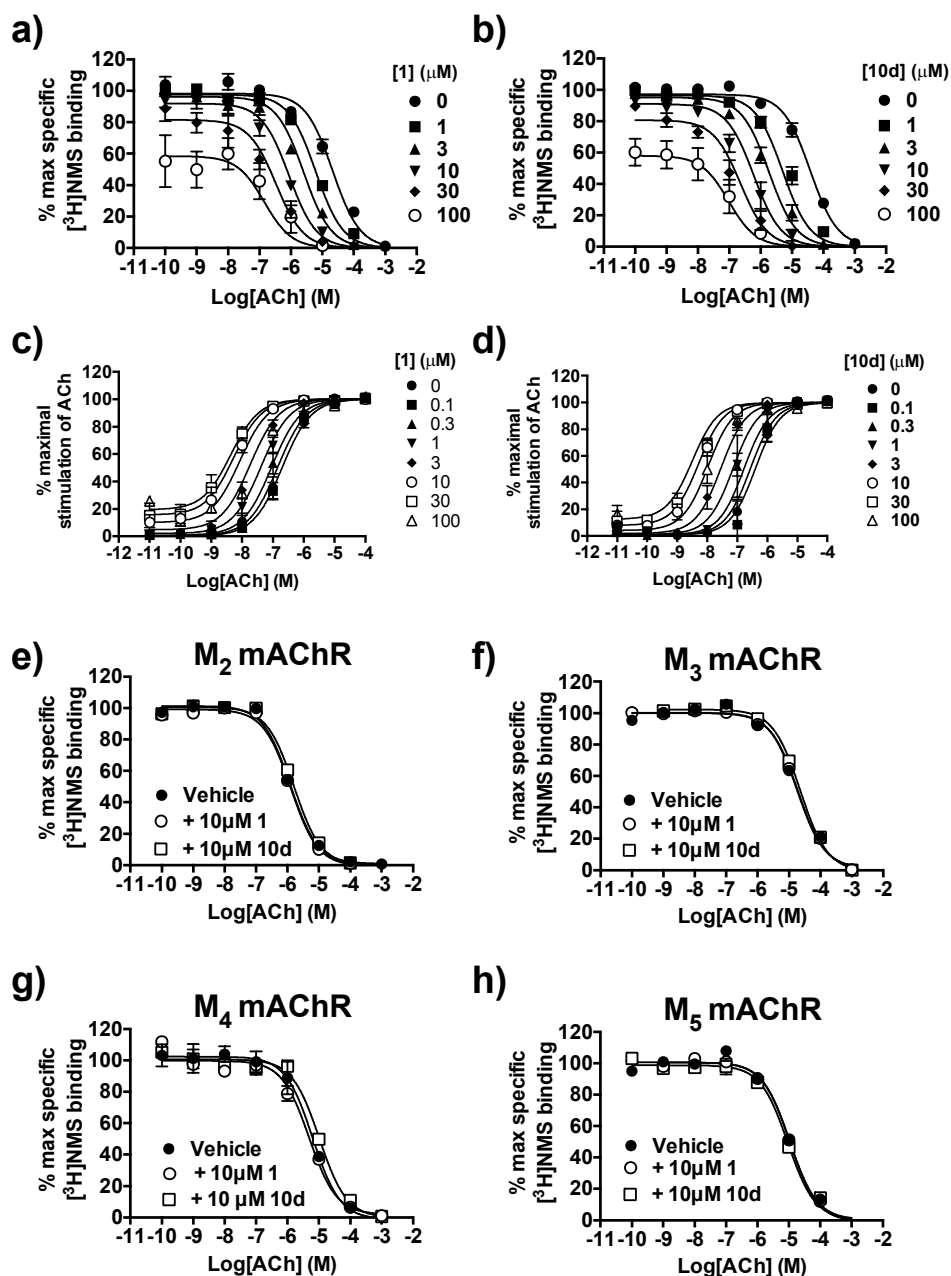 a)
% max specific
[³H]NMS binding
120
100
80
60
40
20
0
-11 -10 -9 -8 -7 -6 -5 -4 -3 -2
Log[ACh] (M)
[1] (μM)
0
1
3
10
30
100
b)
% max specific
[³H]NMS binding
120
100
80
60
40
20
0
-11 -10 -9 -8 -7 -6 -5 -4 -3 -2
Log[ACh] (M)
[10d] (μM)
0
1
3
10
30
100
c)
% maximal
stimulation of ACh
120
100
80
60
40
20
0
-12 -11 -10 -9 -8 -7 -6 -5 -4
Log[ACh] (M)
[1] (μM)
0
0.1
0.3
1
3
10
30
100
d)
% maximal
stimulation of ACh
120
100
80
60
40
20
0
-12 -11 -10 -9 -8 -7 -6 -5 -4
Log[ACh] (M)
[10d] (μM)
0
0.1
0.3
1
3
10
30
100
e)
M₂ mAChR
% max specific
[³H]NMS binding
120
100
80
60
40
20
0
Vehicle
+ 10μM 1
+ 10μM 10d
-11 -10 -9 -8 -7 -6 -5 -4 -3 -2
Log[ACh] (M)
f)
M₃ mAChR
% max specific
[³H]NMS binding
120
100
80
60
40
20
0
Vehicle
+ 10μM 1
+ 10μM 10d
-11 -10 -9 -8 -7 -6 -5 -4 -3 -2
Log[ACh] (M)
g)
M₄ mAChR
% max specific
[³H]NMS binding
120
100
80
60
40
20
0
Vehicle
+ 10μM 1
+ 10 μM 10d
-11 -10 -9 -8 -7 -6 -5 -4 -3 -2
Log[ACh] (M)
h)
M₅ mAChR
% max specific
[³H]NMS binding
120
100
80
60
40
20
0
Vehicle
+ 10μM 1
+ 10μM 10d
-11 -10 -9 -8 -7 -6 -5 -4 -3 -2
Log[ACh] (M)